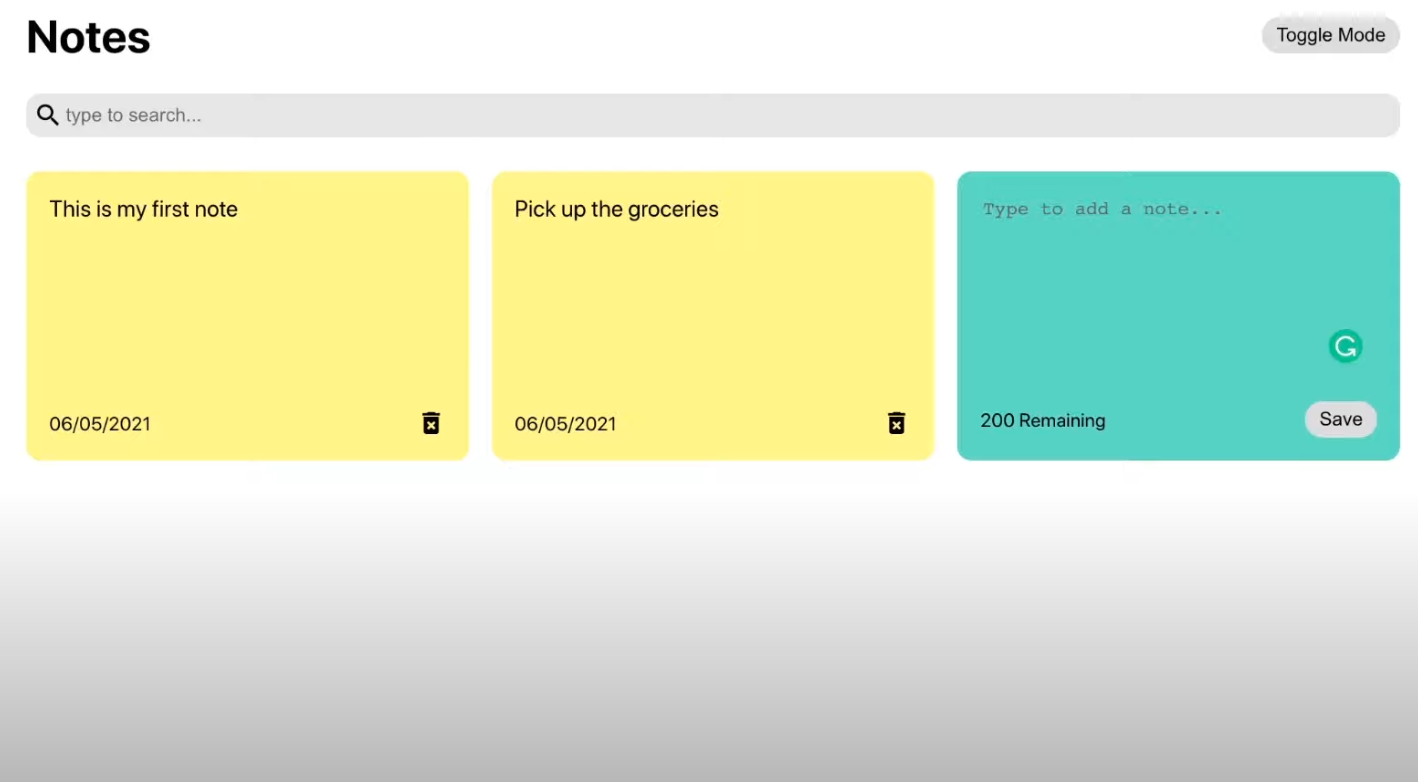 Notes
Toggle Mode
type to search...
This is my first note
Pick up the groceries
Type to add a note...
06/05/2021
06/05/2021
200 Remaining
Save